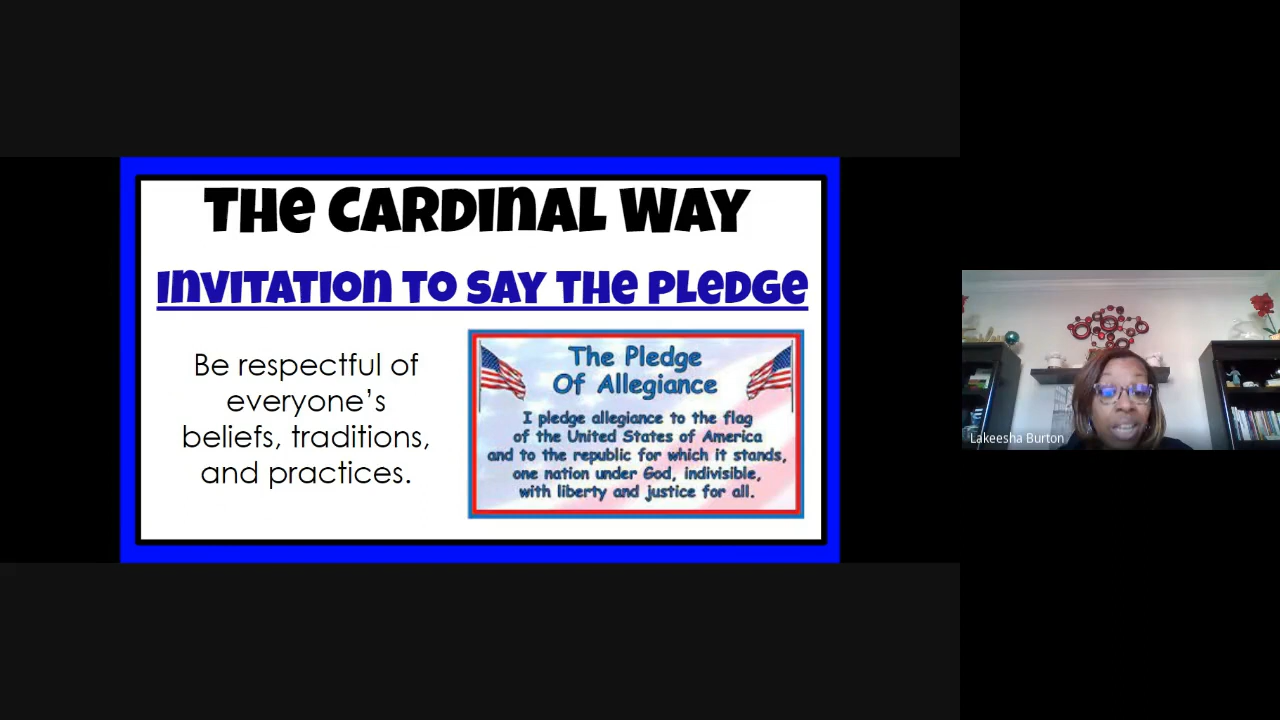 THE CARDINAL WAY
INVITATION TO SAY THE PLEDGE
Be respectful of
everyone's
beliefs, traditions,
and practices.
The Pledge
Of Allegiance
I pledge allegiance to the flag
of the United States of America
and to the republic for which it stands,
one nation under God, indivisible,
with liberty and justice for all.
Lakeesha Burton